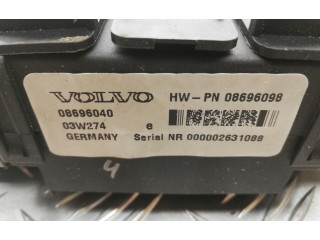 VOLVO HW-PN 08696098
08696040
03W274 e
GERMANY Serial NR 000002631088
4